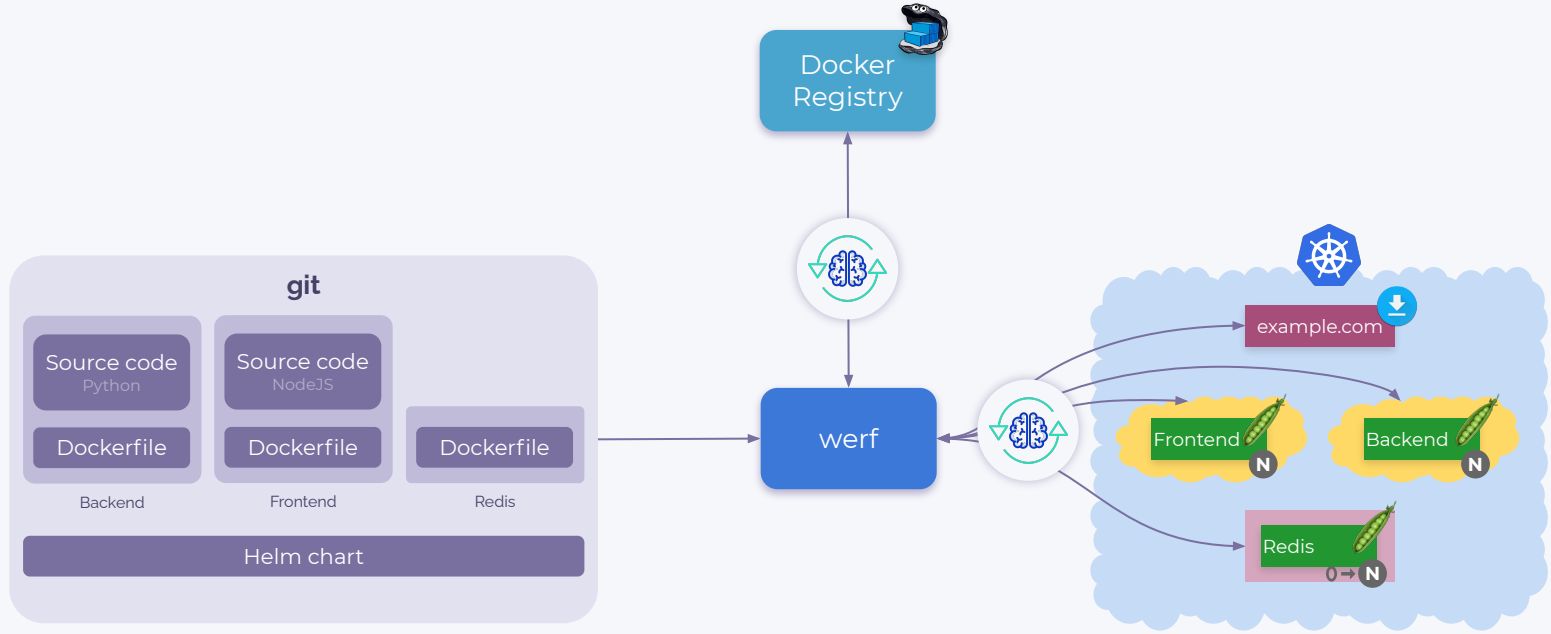 Docker
Registry
git
Source code
Python
Dockerfile
Backend
Source code
NodeJS
Dockerfile
Frontend
Dockerfile
Redis
Helm chart
werf
example.com
Frontend
N
Backend
N
Redis
0
N